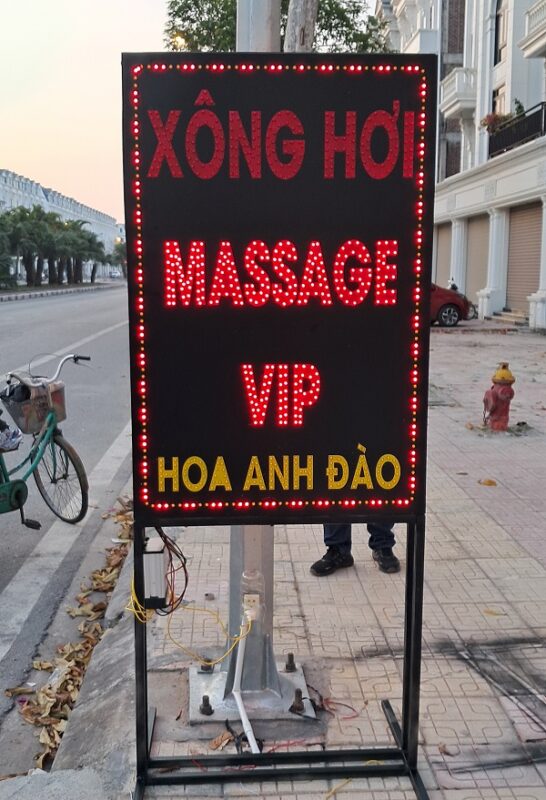 XÔNG HƠI
MASSAGE
VIP
HOA ANH ĐÀO